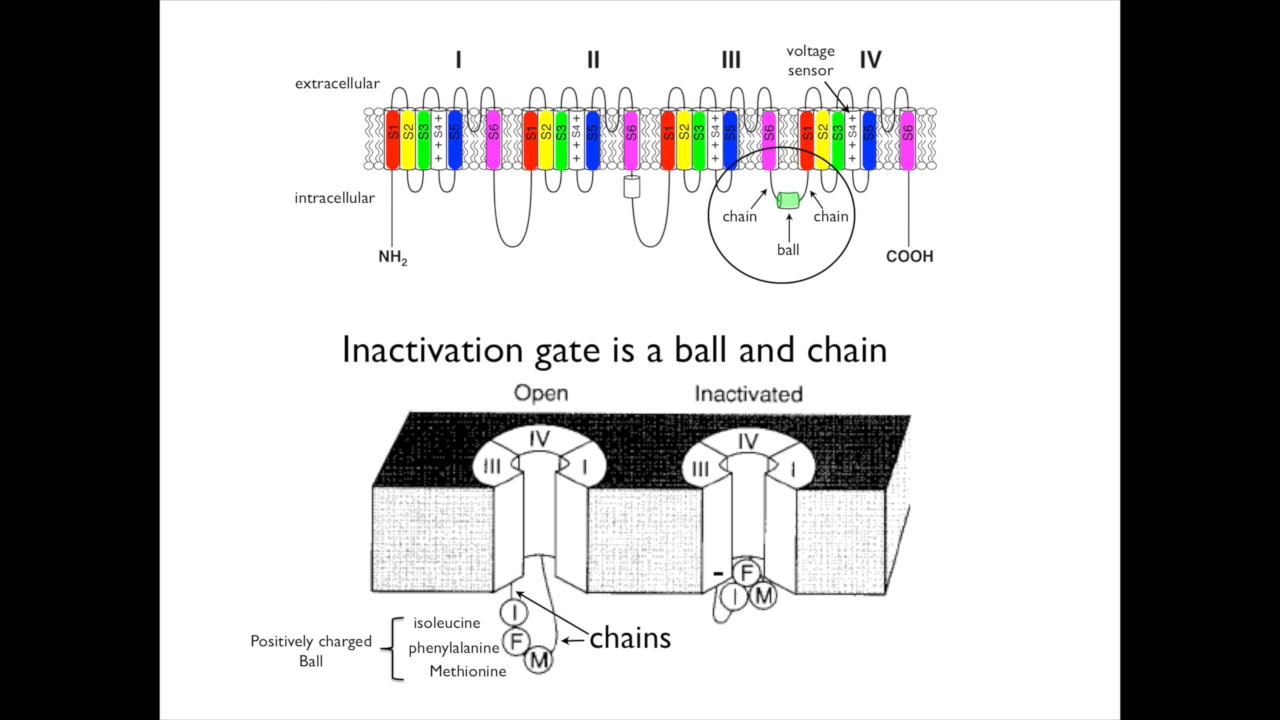 I II III IV
voltage
sensor
extracellular
S1 S2 S3 S4 + + + S5 S6 S1 S2 S3 S4 + + + S5 S6 S1 S2 S3 S4 + + + S5 S6 S1 S2 S3 S4 + + + S5 S6
intracellular
chain chain
ball
NH2 COOH
Inactivation gate is a ball and chain
Open Inactivated
IV IV
III I III I
- F
I M
I
isoleucine
chains
Positively charged
Ball
phenylalanine F
Methionine M